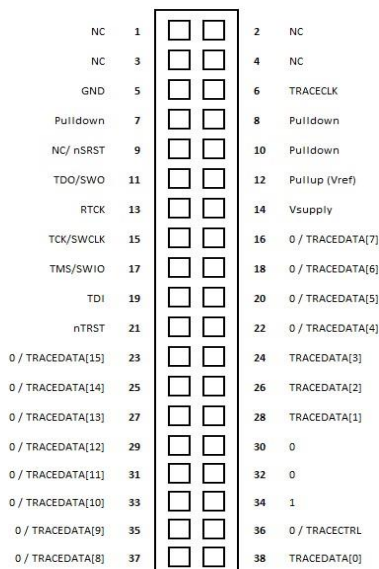 NC 1 2 NC
NC 3 4 NC
GND 5 6 TRACECLK
Pulldown 7 8 Pulldown
NC/ nSRST 9 10 Pulldown
TDO/SWO 11 12 Pullup (Vref)
RTCK 13 14 Vsupply
TCK/SWCLK 15 16 0 / TRACEDATA[7]
TMS/SWIO 17 18 0 / TRACEDATA[6]
TDI 19 20 0 / TRACEDATA[5]
nTRST 21 22 0 / TRACEDATA[4]
0 / TRACEDATA[15] 23 24 TRACEDATA[3]
0 / TRACEDATA[14] 25 26 TRACEDATA[2]
0 / TRACEDATA[13] 27 28 TRACEDATA[1]
0 / TRACEDATA[12] 29 30 0
0 / TRACEDATA[11] 31 32 0
0 / TRACEDATA[10] 33 34 1
0 / TRACEDATA[9] 35 36 0 / TRACECTRL
0 / TRACEDATA[8] 37 38 TRACEDATA[0]